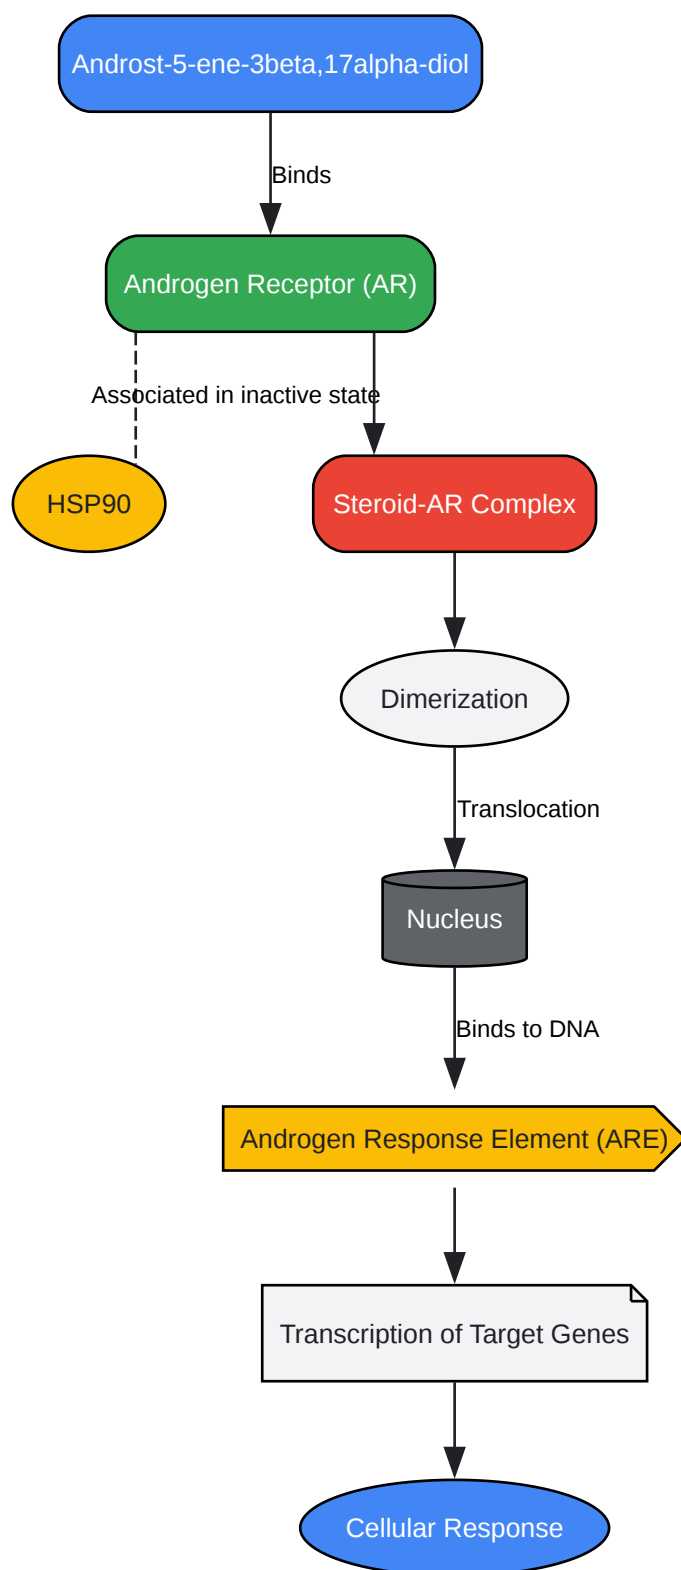 Androst-5-ene-3beta,17alpha-diol
Binds
Androgen Receptor (AR)
Associated in inactive state
HSP90
Steroid-AR Complex
Dimerization
Translocation
Nucleus
Binds to DNA
Androgen Response Element (ARE)
Transcription of Target Genes
Cellular Response